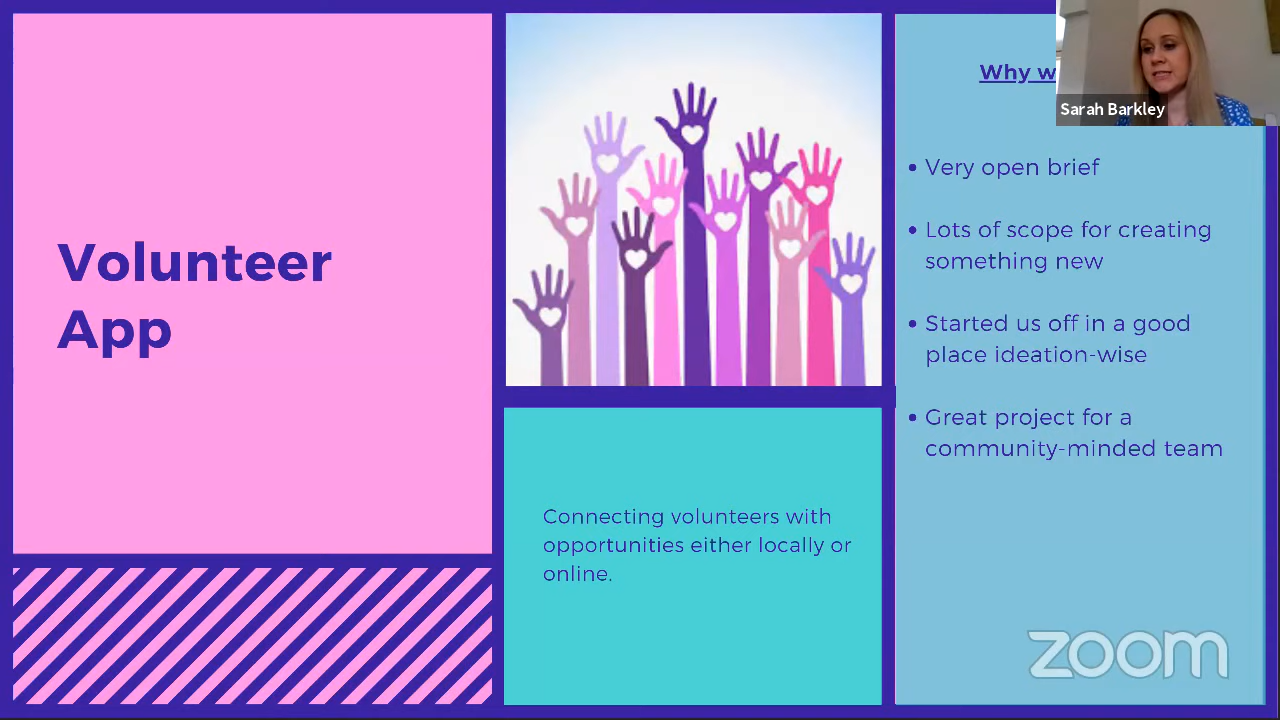 Volunteer
App
Connecting volunteers with
opportunities either locally or
online.
Why w
• Very open brief
• Lots of scope for creating
something new
• Started us off in a good
place ideation-wise
• Great project for a
community-minded team
Sarah Barkley
zoom